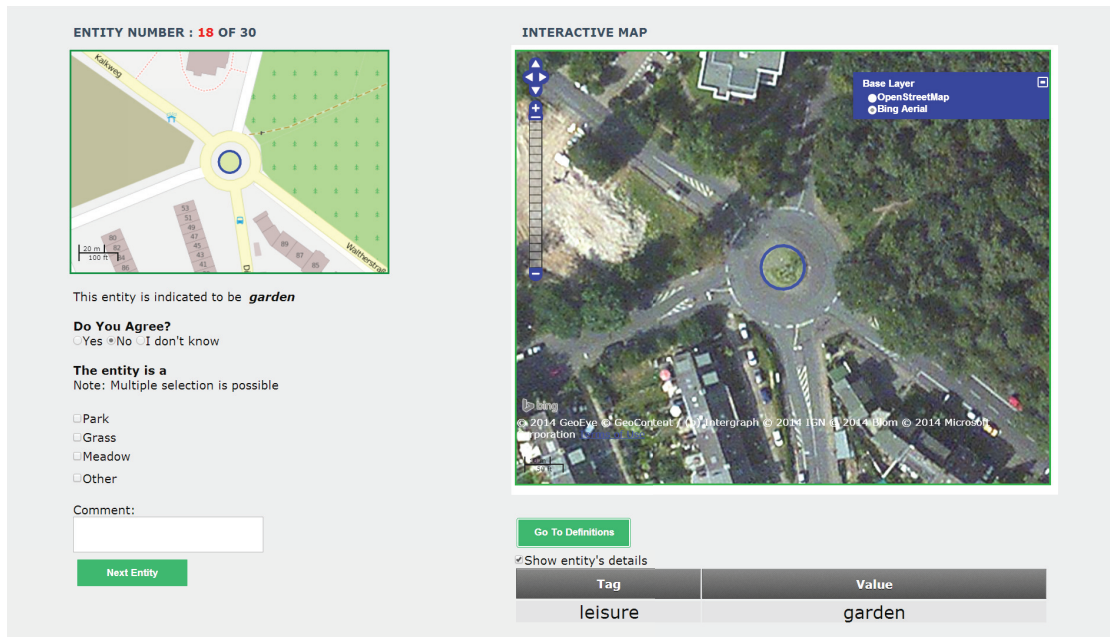 ENTITY NUMBER : 18 OF 30
Kalkweg
53
51
49
47
45
43
41
80
82
84
86
89
87
85
Waltherstraße
20 m
100 ft
This entity is indicated to be garden
Do You Agree?
Yes No I don't know
The entity is a
Note: Multiple selection is possible
Park
Grass
Meadow
Other
Comment:
Next Entity
INTERACTIVE MAP
Base Layer
OpenStreetMap
Bing Aerial
bing
© 2014 GeoEye © GeoContent / (p) Intergraph © 2014 IGN © 2014 Blom © 2014 Microsoft
Corporation
Go To Definitions
Show entity's details
Tag Value
leisure garden